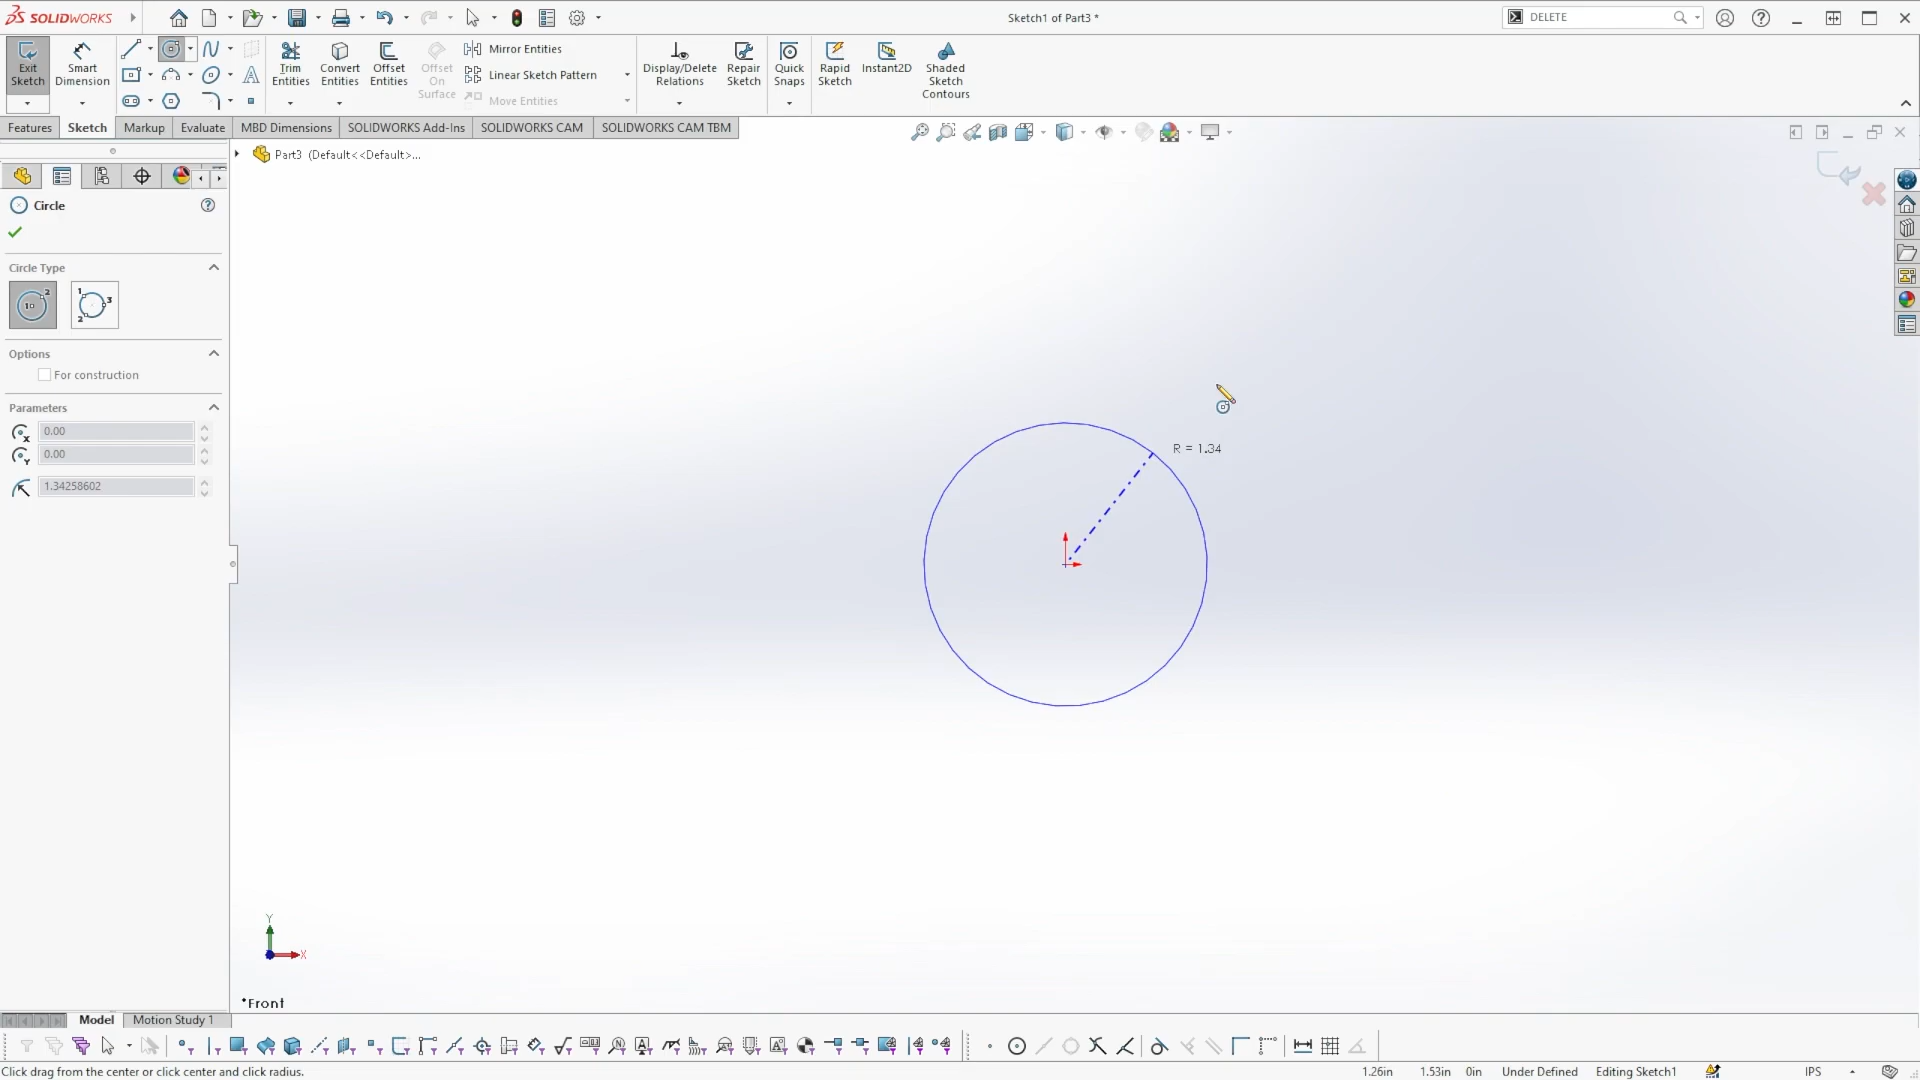 SOLIDWORKS
Sketch1 of Part3 *
DELETE
Exit Sketch
Smart Dimension
Trim Entities
Convert Entities
Offset Entities
Offset On Surface
Mirror Entities
Linear Sketch Pattern
Move Entities
Display/Delete Relations
Repair Sketch
Quick Snaps
Rapid Sketch
Instant2D
Shaded Sketch Contours
Features
Sketch
Markup
Evaluate
MBD Dimensions
SOLIDWORKS Add-Ins
SOLIDWORKS CAM
SOLIDWORKS CAM TBM
Part3 (Default<<Default>...
Circle
Circle Type
Options
For construction
Parameters
0.00
0.00
1.34258602
R = 1.34
Y
X
*Front
Model
Motion Study 1
Click drag from the center or click center and click radius.
1.26in
1.53in
0in
Under Defined
Editing Sketch1
IPS